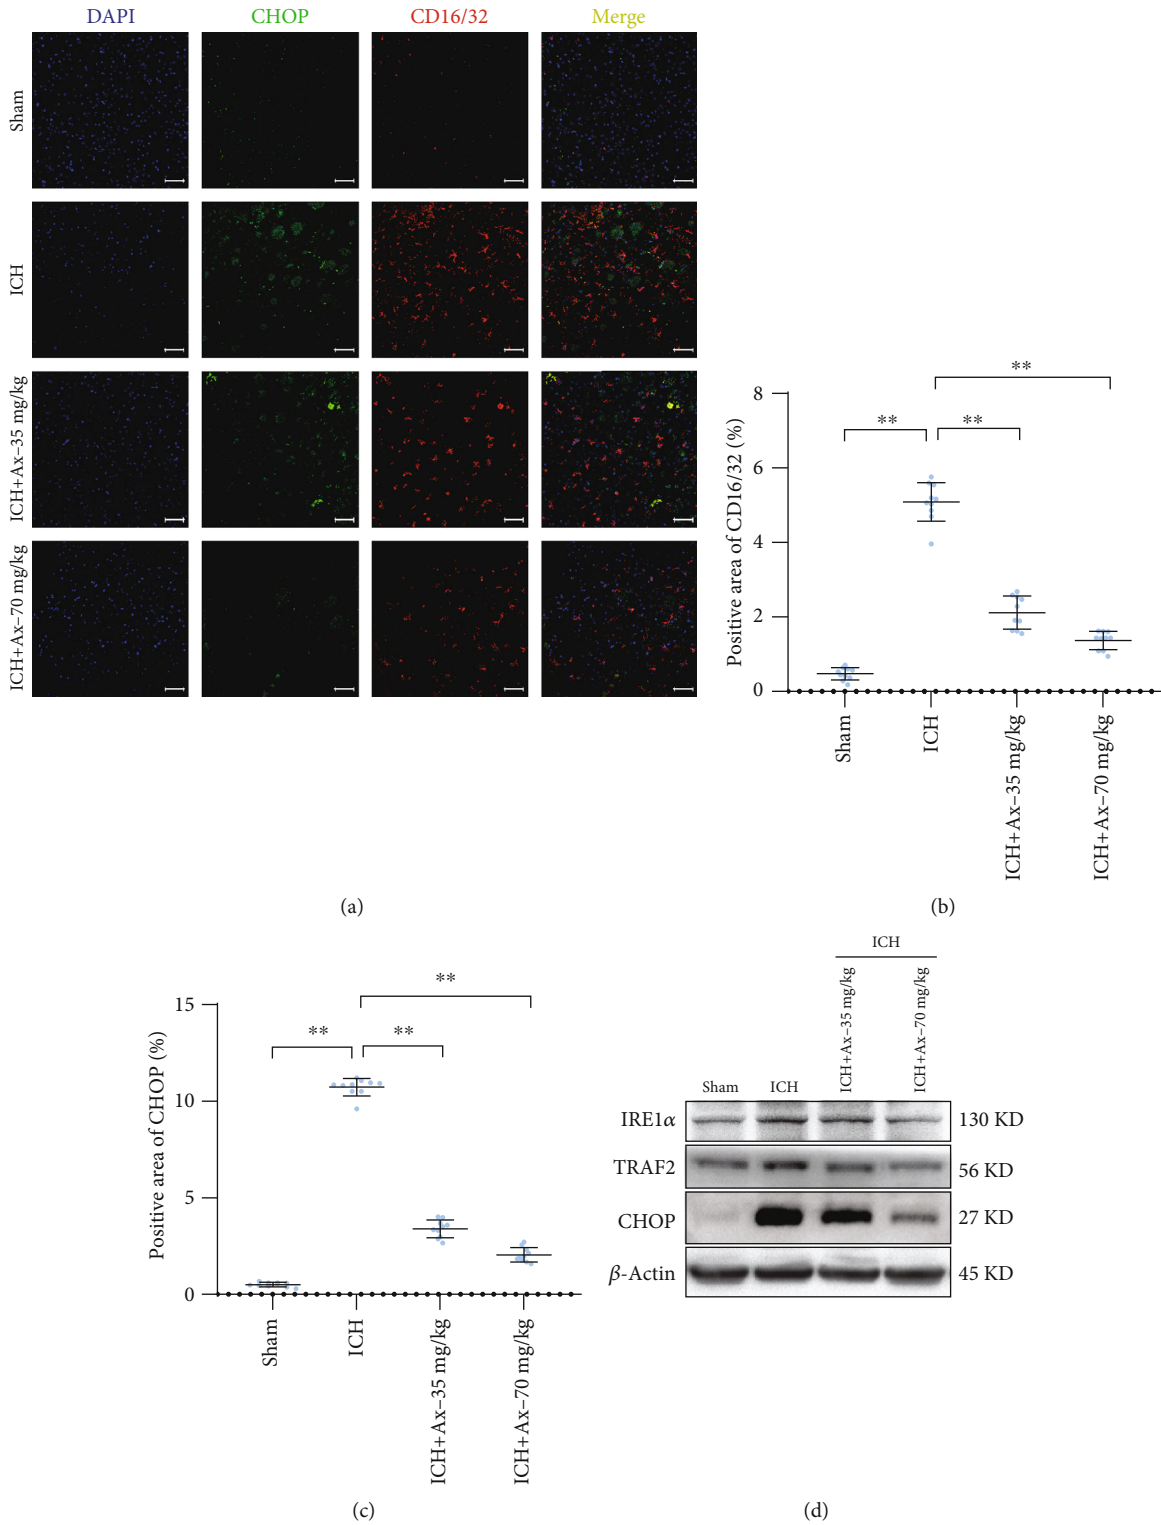 DAPI CHOP CD16/32 Merge
Sham
ICH
ICH+Ax−35 mg/kg
ICH+Ax−70 mg/kg
(a)
Positive area of CD16/32 (%)
8
6
4
2
0
** ** **
Sham
ICH
ICH+Ax−35 mg/kg
ICH+Ax−70 mg/kg
(b)
Positive area of CHOP (%)
15
10
5
0
** ** **
Sham
ICH
ICH+Ax−35 mg/kg
ICH+Ax−70 mg/kg
(c)
ICH
Sham ICH ICH+Ax−35 mg/kg ICH+Ax−70 mg/kg
IRE1α 130 KD
TRAF2 56 KD
CHOP 27 KD
β-Actin 45 KD
(d)